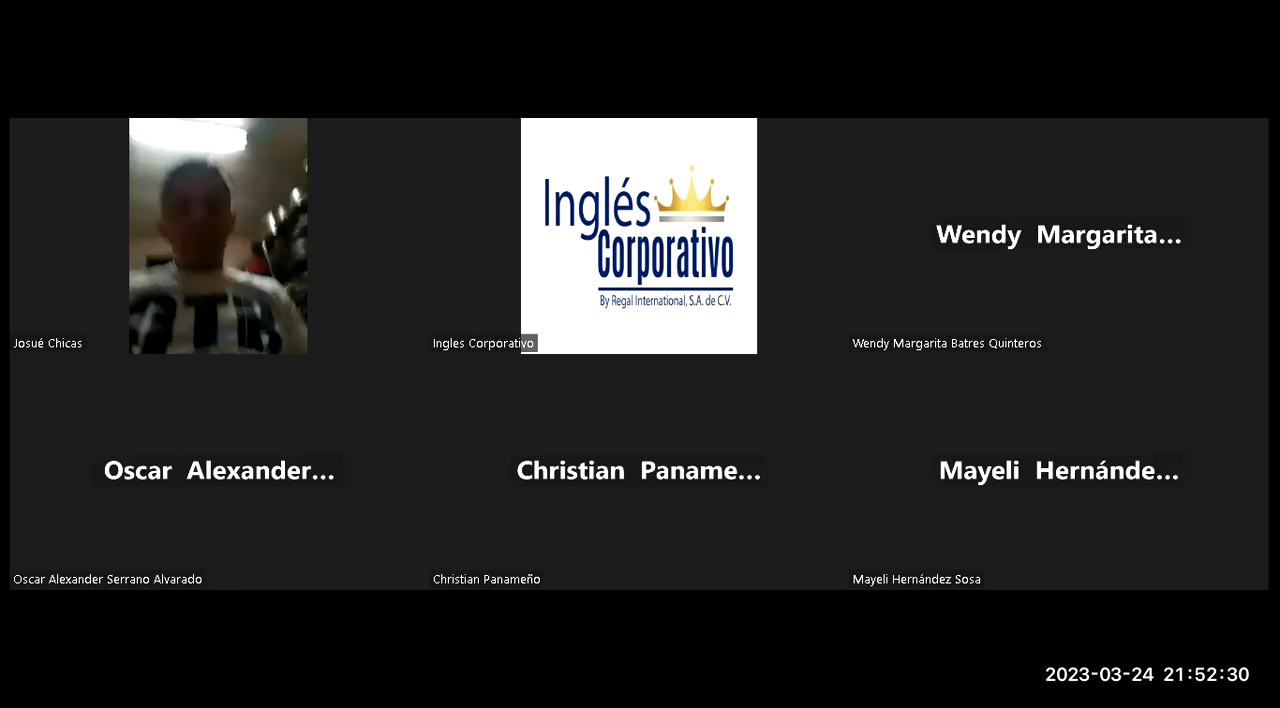 Inglés
Corporativo
By Regal International, S.A. de C.V.
Wendy Margarita...
Josué Chicas
Ingles Corporativo
Wendy Margarita Batres Quinteros
Oscar Alexander...
Christian Paname...
Mayeli Hernánde...
Oscar Alexander Serrano Alvarado
Christian Panameño
Mayeli Hernández Sosa
2023-03-24 21:52:30